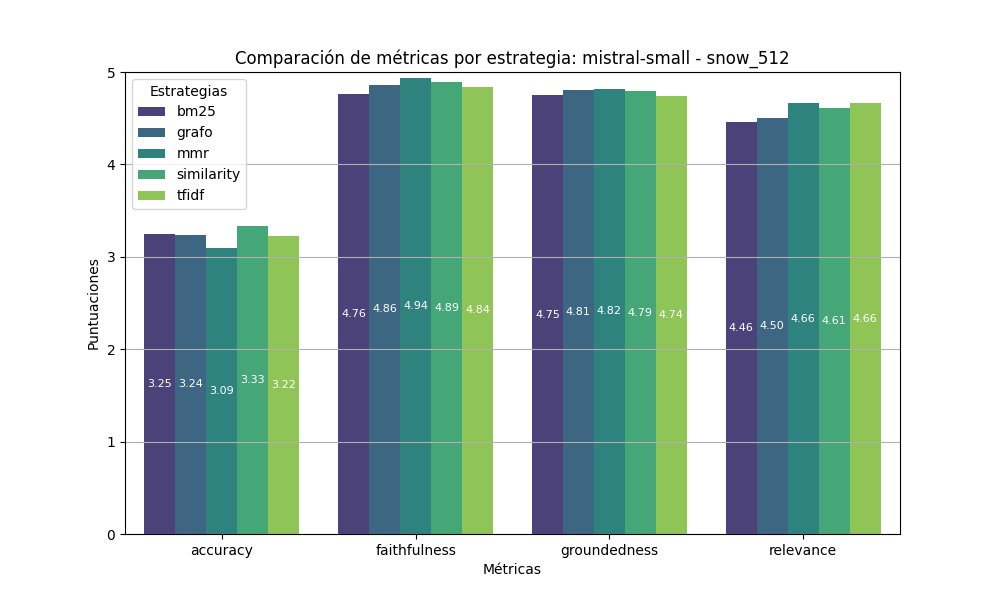 Comparación de métricas por estrategia: mistral-small - snow_512
Estrategias
bm25
grafo
mmr
similarity
tfidf
Puntuaciones
5
4
3
2
1
0
3.25 3.24 3.09 3.33 3.22
4.76 4.86 4.94 4.89 4.84
4.75 4.81 4.82 4.79 4.74
4.46 4.50 4.66 4.61 4.66
accuracy faithfulness groundedness relevance
Métricas